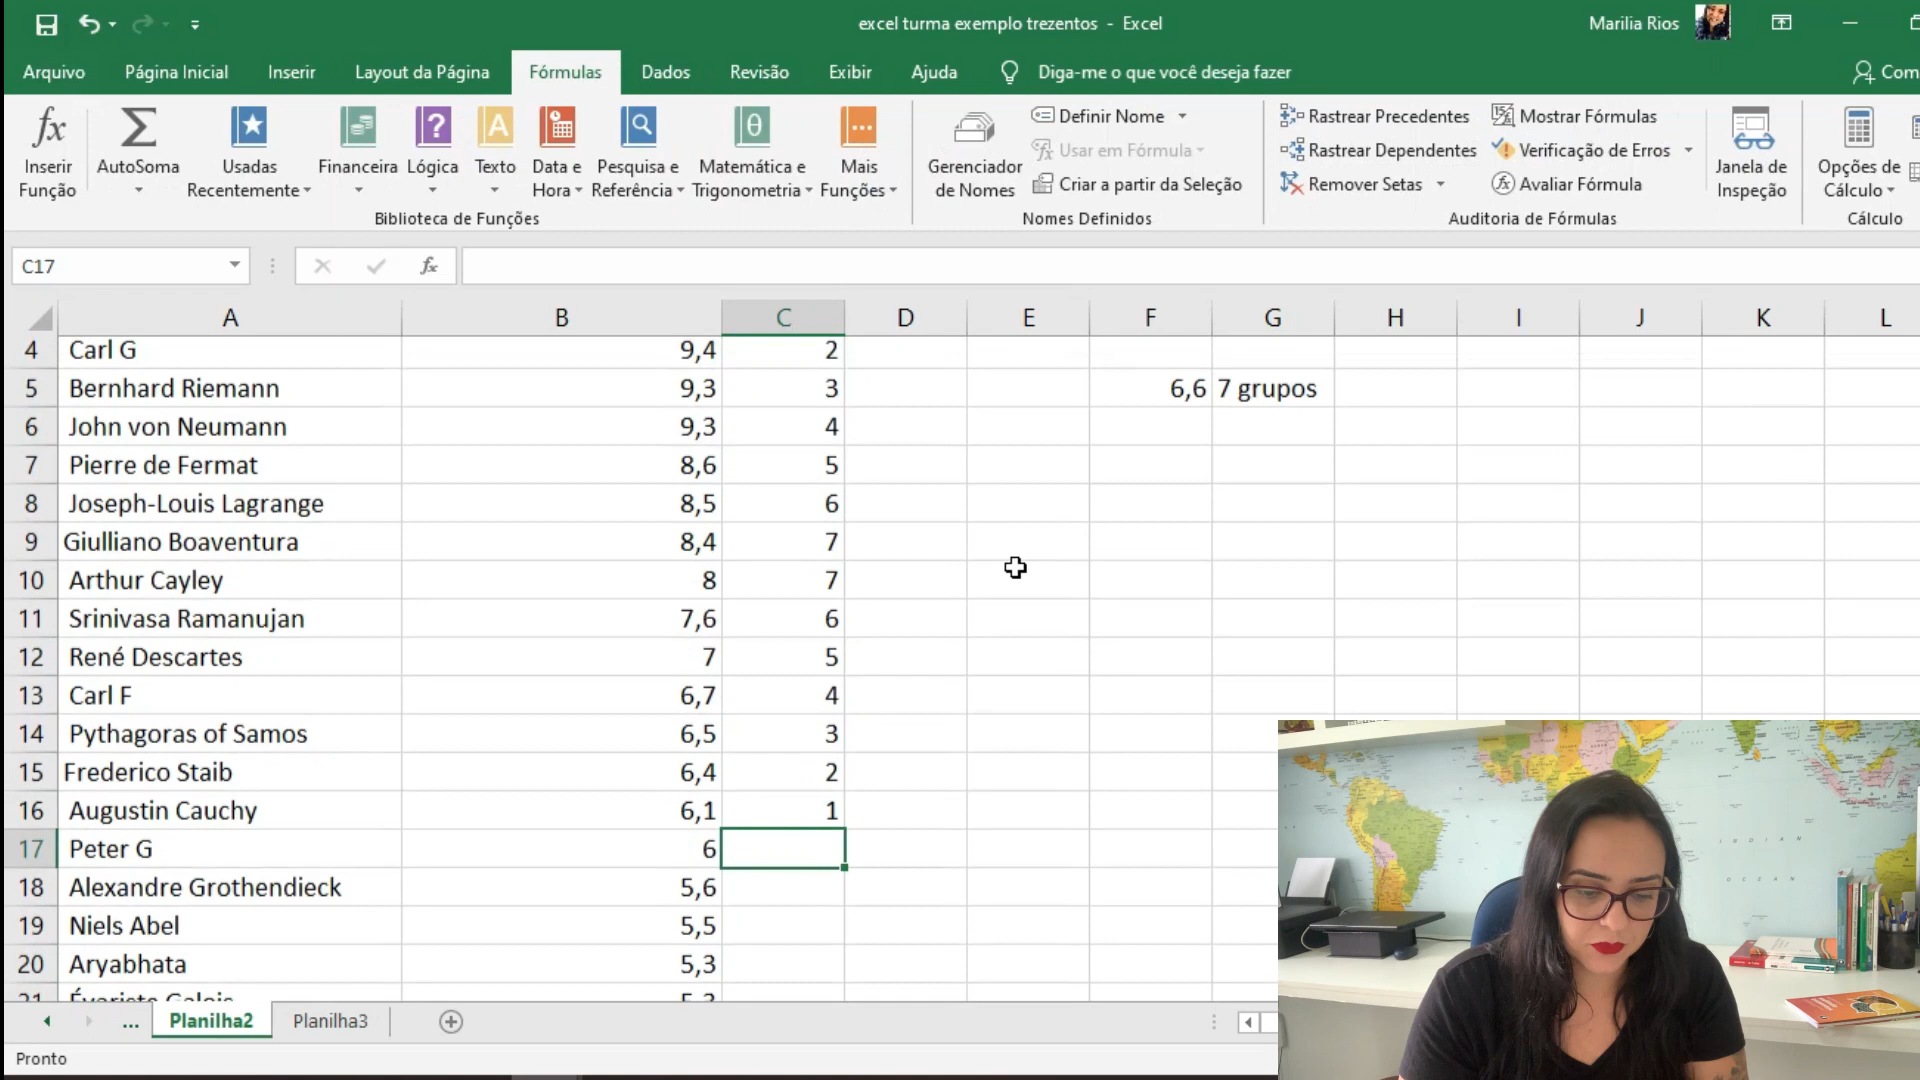 excel turma exemplo trezentos - Excel
Marilia Rios
Arquivo Página Inicial Inserir Layout da Página Fórmulas Dados Revisão Exibir Ajuda Diga-me o que você deseja fazer Com
Inserir Função
AutoSoma
Usadas Recentemente
Financeira
Lógica
Texto
Data e Hora
Pesquisa e Referência
Matemática e Trigonometria
Mais Funções
Biblioteca de Funções
Gerenciador de Nomes
Definir Nome
Usar em Fórmula
Criar a partir da Seleção
Nomes Definidos
Rastrear Precedentes
Rastrear Dependentes
Remover Setas
Mostrar Fórmulas
Verificação de Erros
Avaliar Fórmula
Auditoria de Fórmulas
Janela de Inspeção
Opções de Cálculo
Cálculo
C17 fx
A B C D E F G H I J K L
4 Carl G 9,4 2
5 Bernhard Riemann 9,3 3 6,6 7 grupos
6 John von Neumann 9,3 4
7 Pierre de Fermat 8,6 5
8 Joseph-Louis Lagrange 8,5 6
9 Giulliano Boaventura 8,4 7
10 Arthur Cayley 8 7
11 Srinivasa Ramanujan 7,6 6
12 René Descartes 7 5
13 Carl F 6,7 4
14 Pythagoras of Samos 6,5 3
15 Frederico Staib 6,4 2
16 Augustin Cauchy 6,1 1
17 Peter G 6
18 Alexandre Grothendieck 5,6
19 Niels Abel 5,5
20 Aryabhata 5,3
21 Évariste Galois
... Planilha2 Planilha3
Pronto